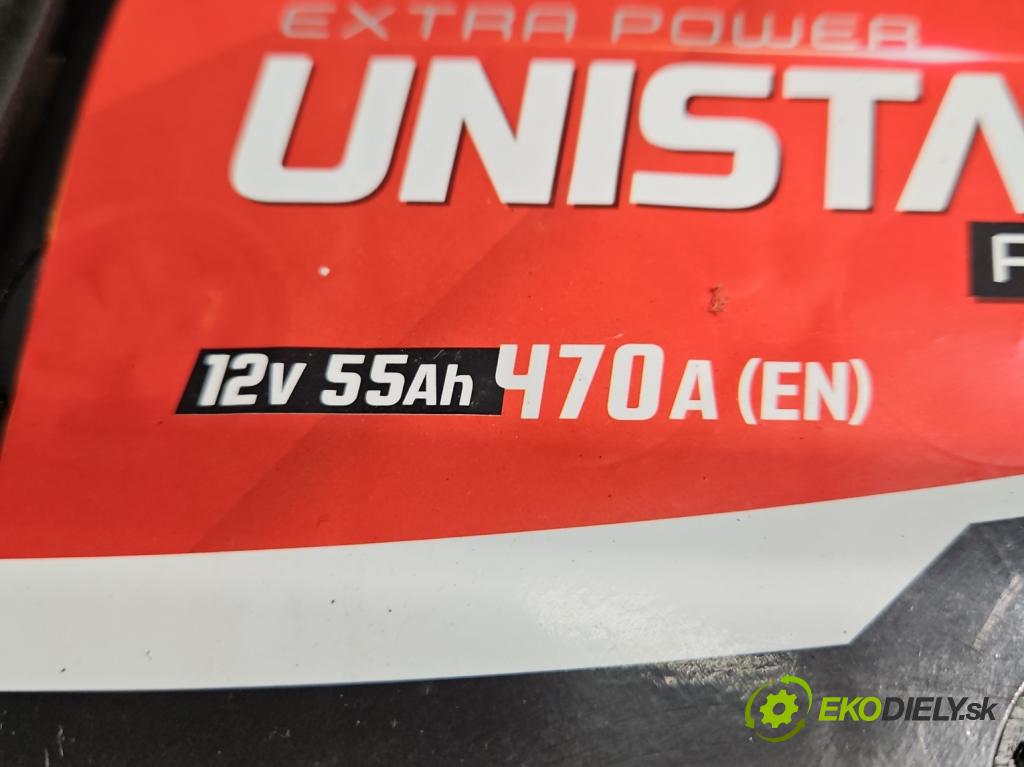 EXTRA POWER
UNISTA
12V 55Ah 470A (EN)
EKODIELY.sk